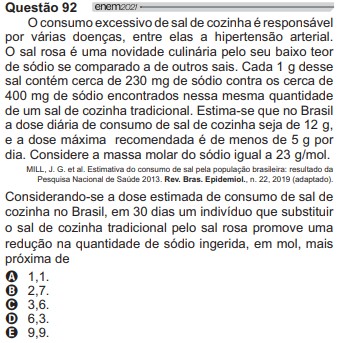 Questão 92 enem2021
O consumo excessivo de sal de cozinha é responsável
por várias doenças, entre elas a hipertensão arterial.
O sal rosa é uma novidade culinária pelo seu baixo teor
de sódio se comparado a de outros sais. Cada 1 g desse
sal contém cerca de 230 mg de sódio contra os cerca de
400 mg de sódio encontrados nessa mesma quantidade
de um sal de cozinha tradicional. Estima-se que no Brasil
a dose diária de consumo de sal de cozinha seja de 12 g,
e a dose máxima recomendada é de menos de 5 g por
dia. Considere a massa molar do sódio igual a 23 g/mol.
MILL, J. G. et al. Estimativa do consumo de sal pela população brasileira: resultado da
Pesquisa Nacional de Saúde 2013. Rev. Bras. Epidemiol., n. 22, 2019 (adaptado).
Considerando-se a dose estimada de consumo de sal de
cozinha no Brasil, em 30 dias um indivíduo que substituir
o sal de cozinha tradicional pelo sal rosa promove uma
redução na quantidade de sódio ingerida, em mol, mais
próxima de
A 1,1.
B 2,7.
C 3,6.
D 6,3.
E 9,9.